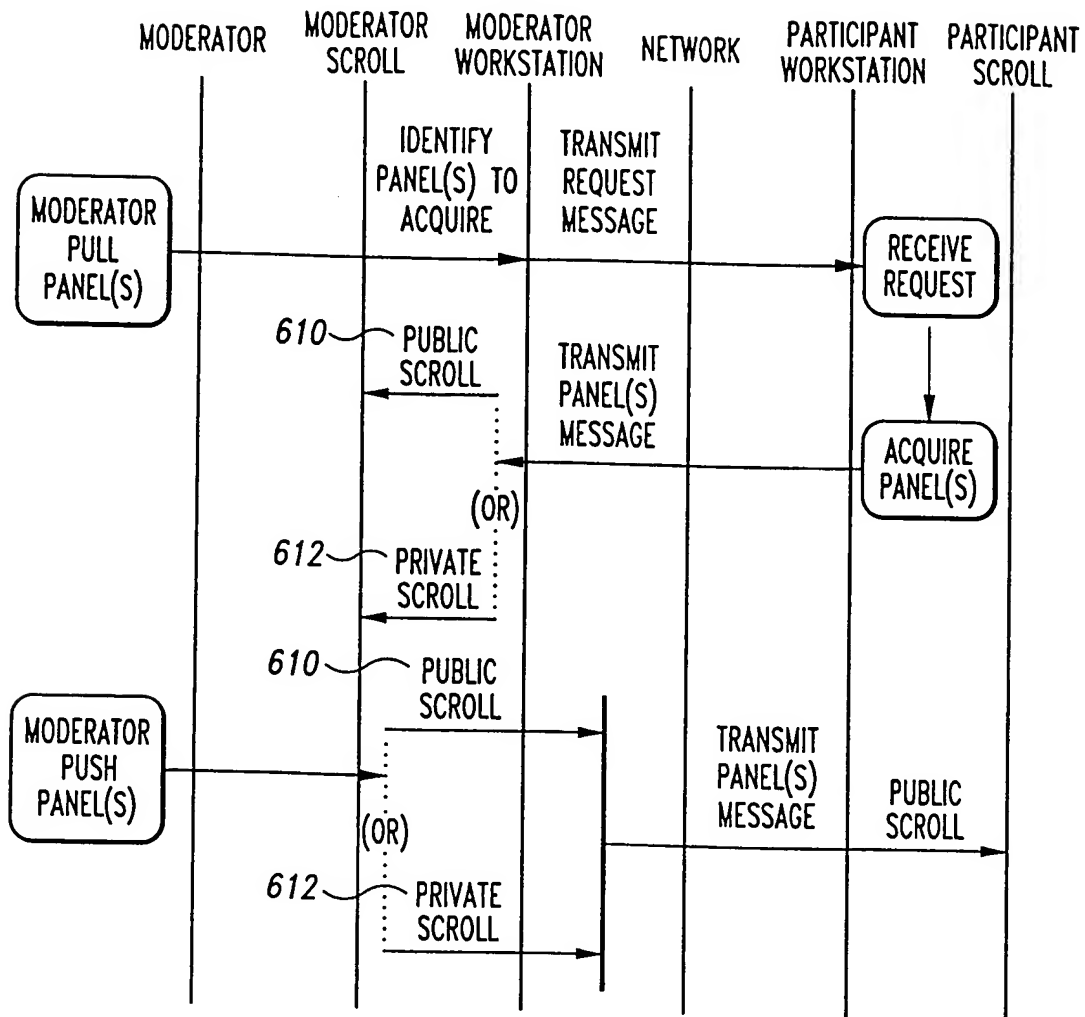 MODERATOR
MODERATOR
SCROLL
MODERATOR
WORKSTATION
NETWORK
PARTICIPANT
WORKSTATION
PARTICIPANT
SCROLL
MODERATOR
PULL
PANEL(S)
IDENTIFY
PANEL(S) TO
ACQUIRE
TRANSMIT
REQUEST
MESSAGE
RECEIVE
REQUEST
610
PUBLIC
SCROLL
TRANSMIT
PANEL(S)
MESSAGE
ACQUIRE
PANEL(S)
(OR)
612
PRIVATE
SCROLL
610
PUBLIC
SCROLL
MODERATOR
PUSH
PANEL(S)
TRANSMIT
PANEL(S)
MESSAGE
PUBLIC
SCROLL
(OR)
612
PRIVATE
SCROLL